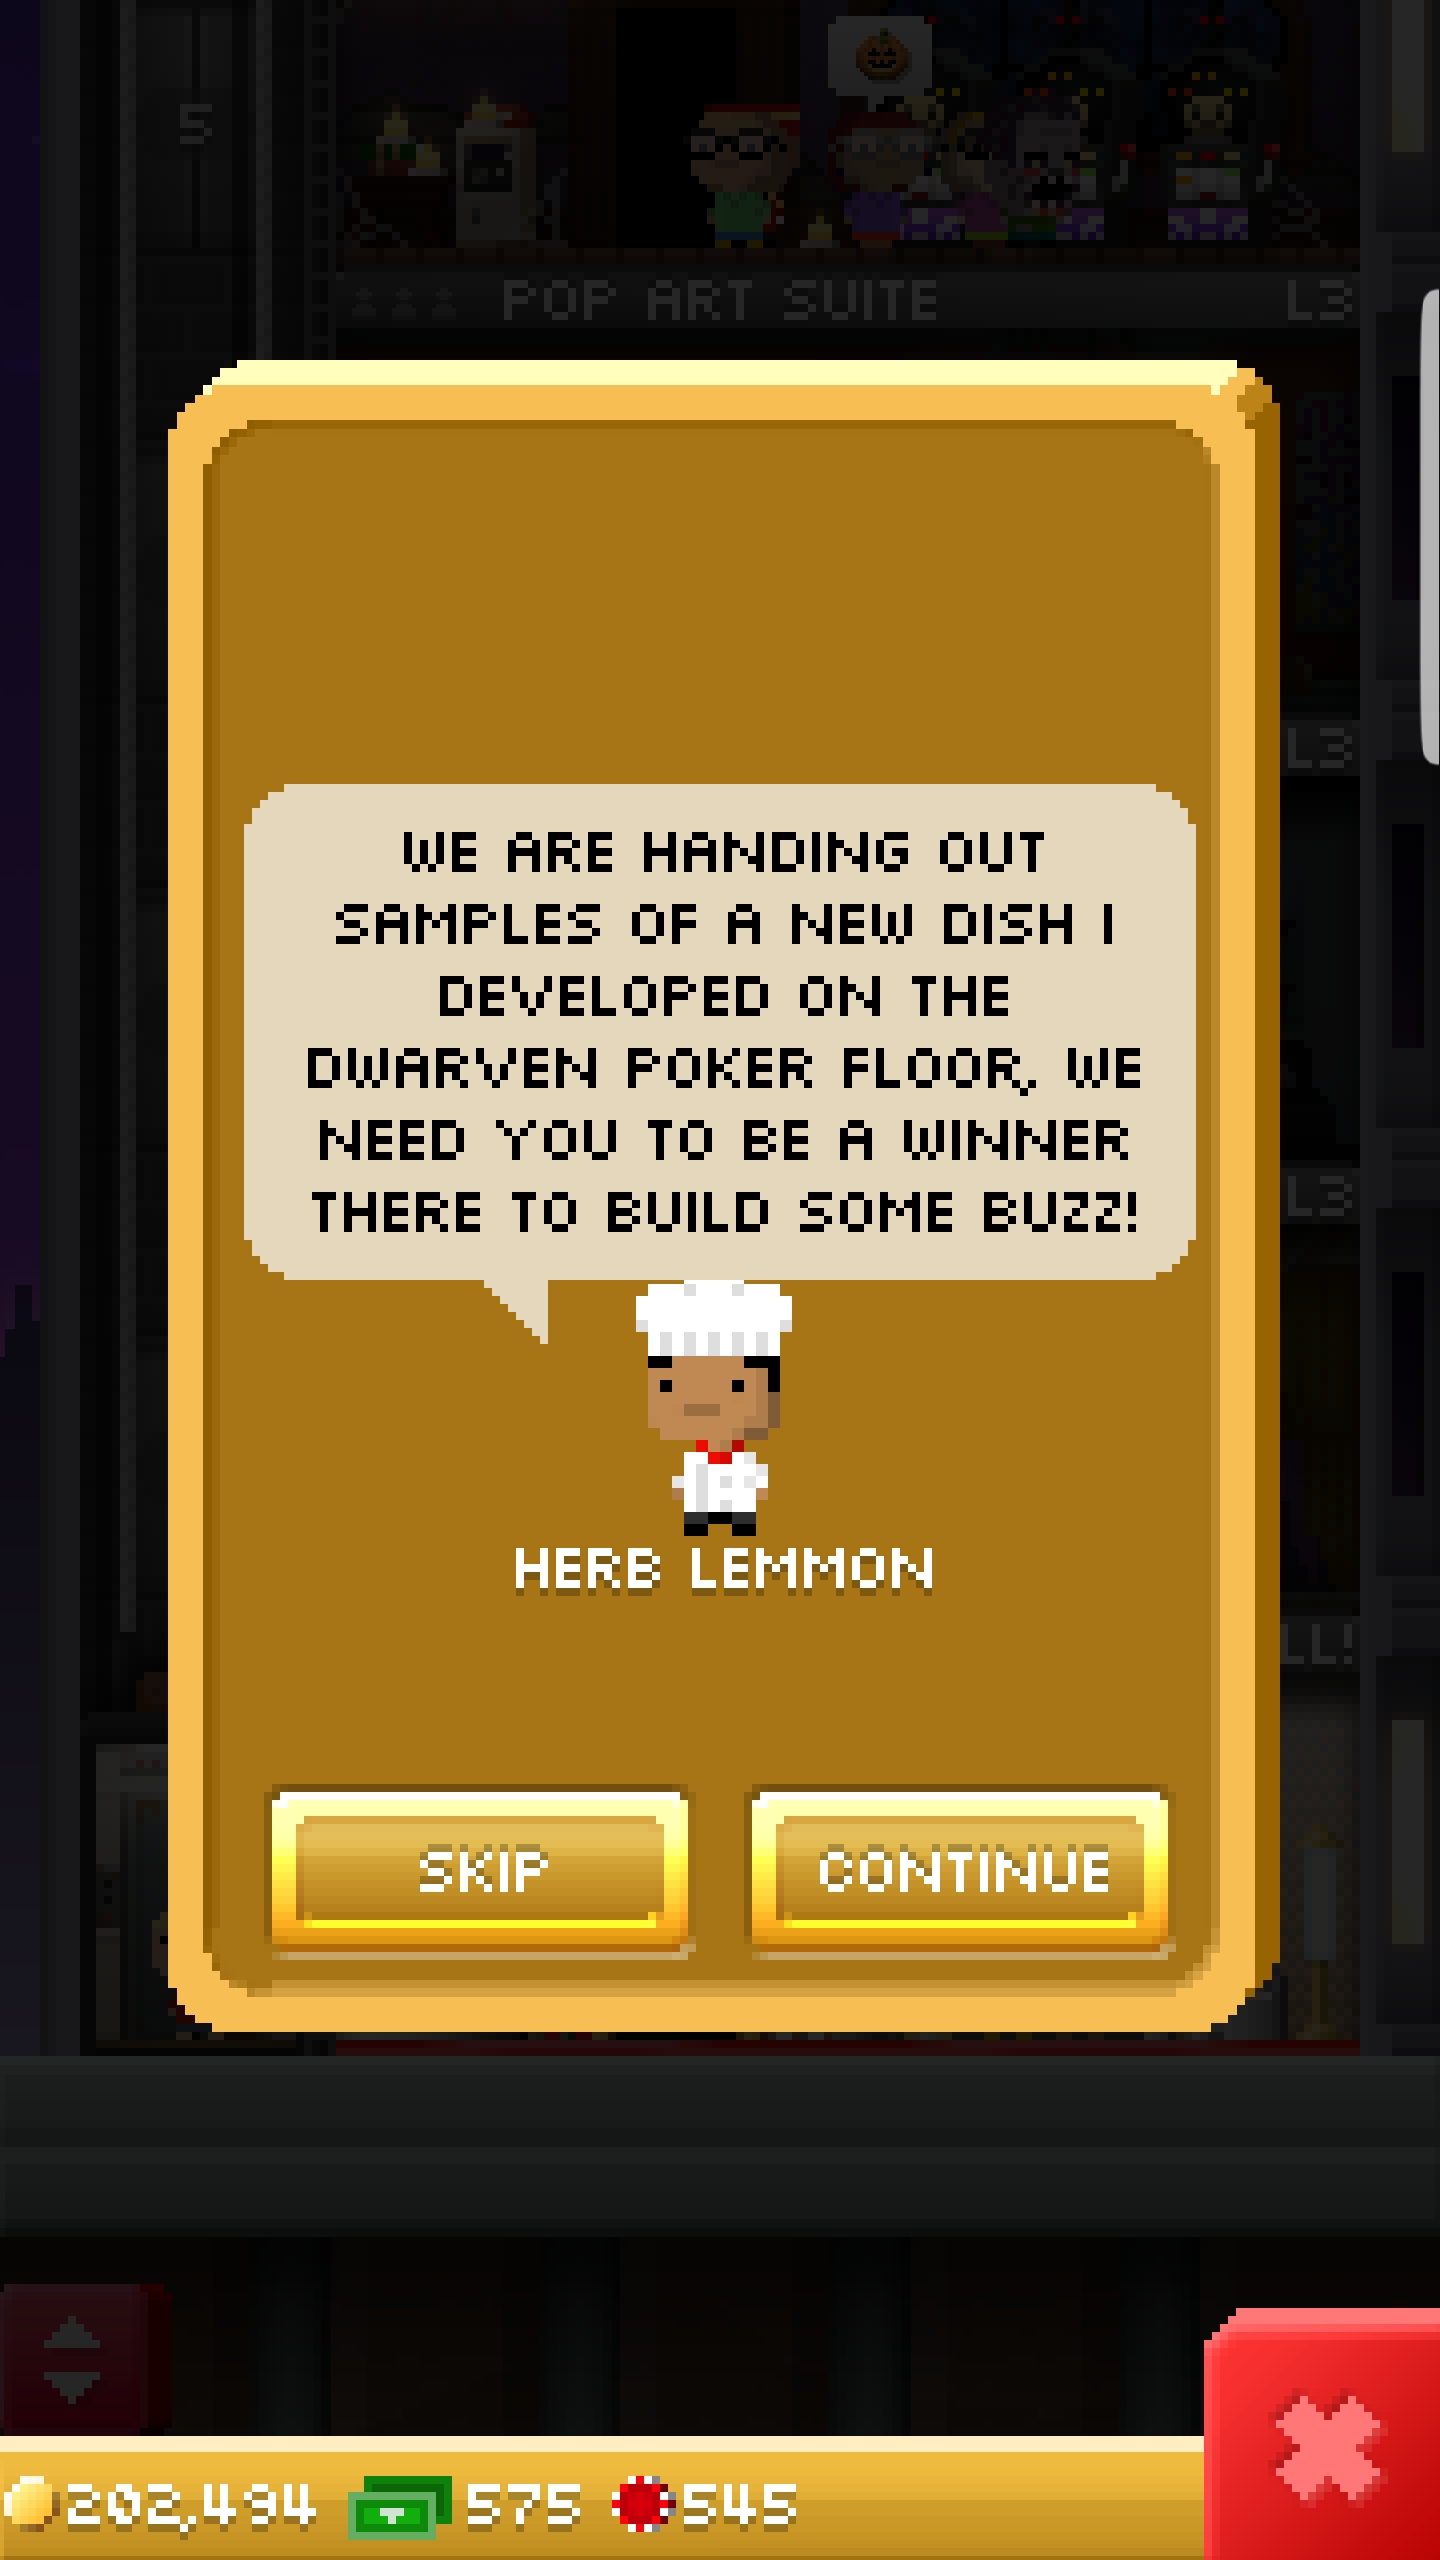 5
POP ART SUITE L3
L3
WE ARE HANDING OUT
SAMPLES OF A NEW DISH I
DEVELOPED ON THE
DWARVEN POKER FLOOR, WE
NEED YOU TO BE A WINNER
THERE TO BUILD SOME BUZZ!
L3
HERB LEMMON
LL!
SKIP CONTINUE
202,494 575 545